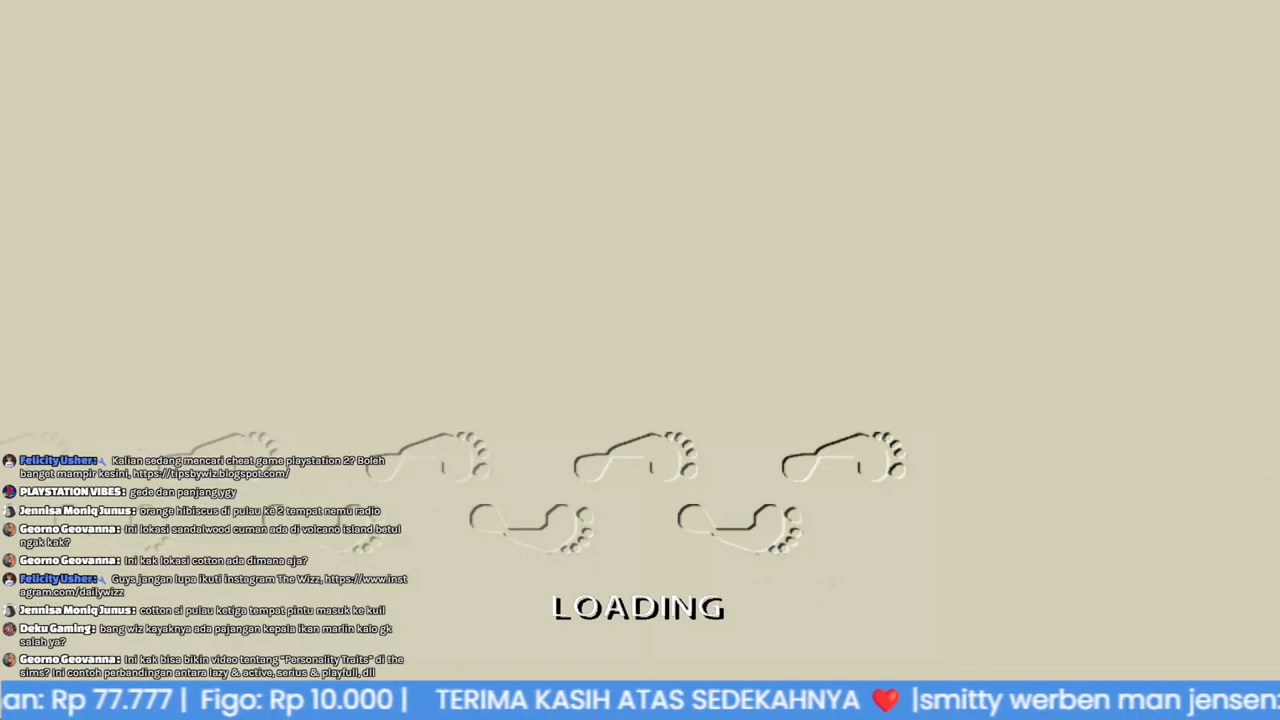 Felicity Usher: Kalian sedang mencari cheat game playstation 2? Boleh
banget mampir kesini, https://tipsbywiz.blogspot.com/
PLAYSTATION VIBES: gede dan panjang,ygy
Jennisa Moniq Junus: orange hibiscus di pulau ke 2 tempat nemu radio
Georno Geovanna: Ini lokasi sandalwood cuman ada di volcano island betul
ngak kak?
Georno Geovanna: Ini kak lokasi cotton ada dimana aja?
Felicity Usher: Guys jangan lupa ikuti instagram The Wizz, https://www.inst
agram.com/dailywizz
Jennisa Moniq Junus: cotton si pulau ketiga tempat pintu masuk ke kuil
Deku Gaming: bang wiz kayaknya ada pajangan kepala ikan marlin kalo gk
salah ya?
Georno Geovanna: Ini kak bisa bikin video tentang "Personality Traits" di the
sims? Ini contoh perbandingan antara lazy & active, serius & playfull, dll
LOADING
an: Rp 77.777 | Figo: Rp 10.000 | TERIMA KASIH ATAS SEDEKAHNYA ❤️ |smitty werben man jensen: